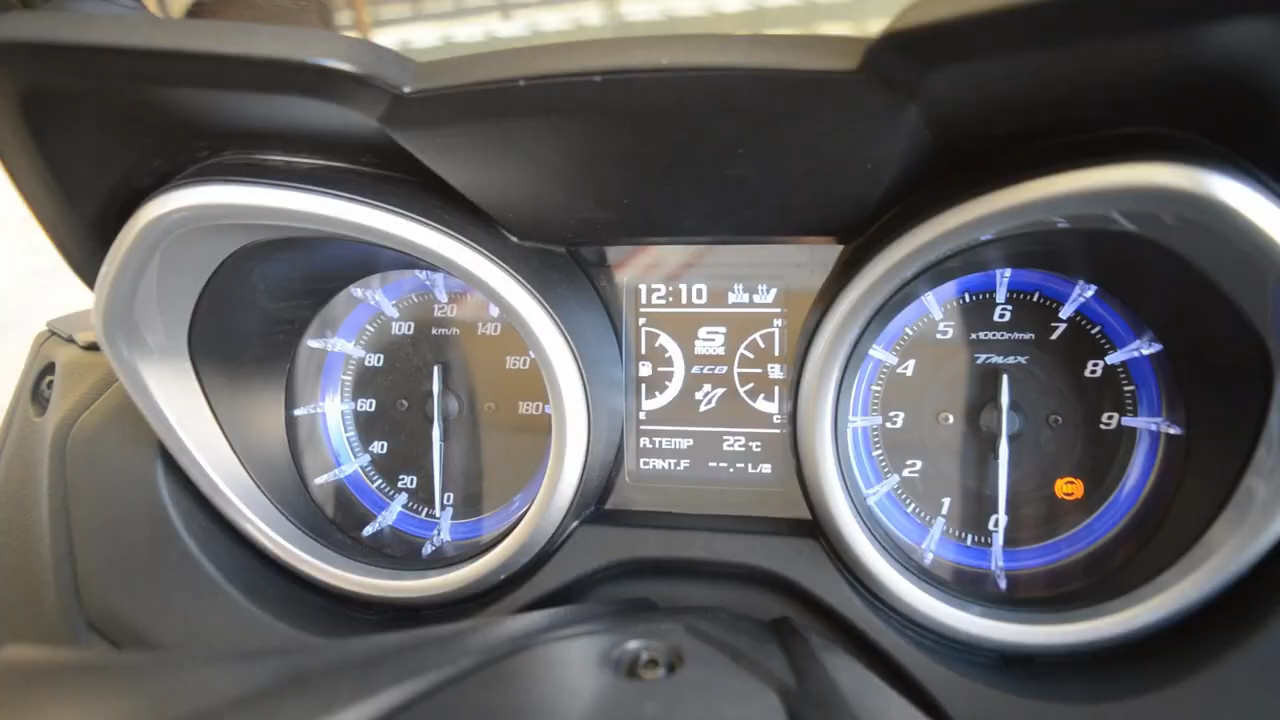 120
100
140
km/h
80
160
60
180
40
20
0
12:10
F
H
S
MODE
ECO
E
C
A.TEMP 22℃
CANT.F --.- L/
6
5
7
x1000r/min
TMAX
4
8
3
9
2
1
0
ABS